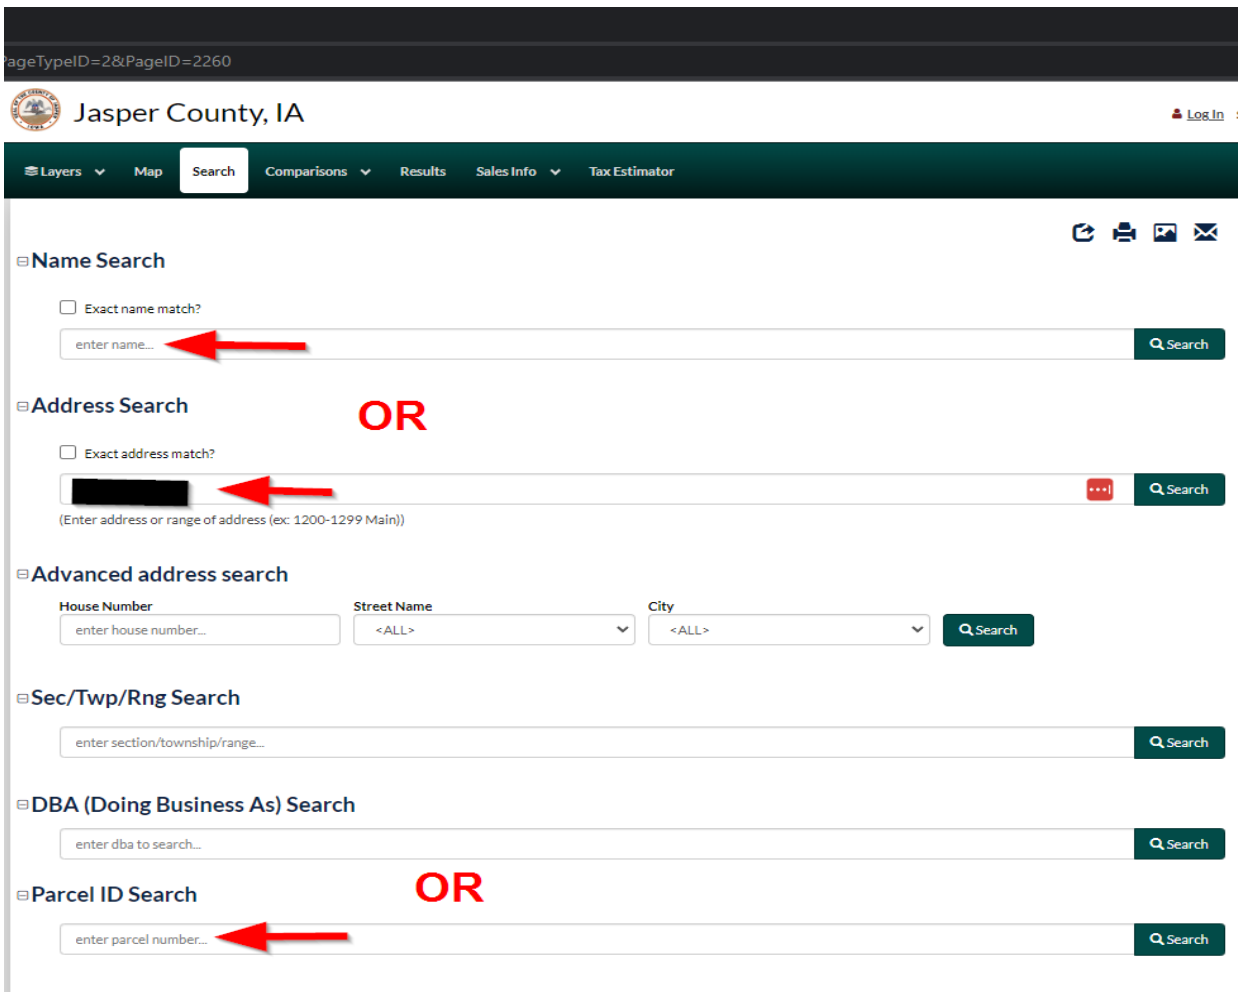 PageTypeID=2&PageID=2260
Jasper County, IA
Log In
Layers Map Search Comparisons Results Sales Info Tax Estimator
Name Search
Exact name match?
enter name...
Search
Address Search
OR
Exact address match?
Search
(Enter address or range of address (ex: 1200-1299 Main))
Advanced address search
House Number Street Name City
enter house number... <ALL> <ALL> Search
Sec/Twp/Rng Search
enter section/township/range... Search
DBA (Doing Business As) Search
enter dba to search... Search
Parcel ID Search
OR
enter parcel number... Search